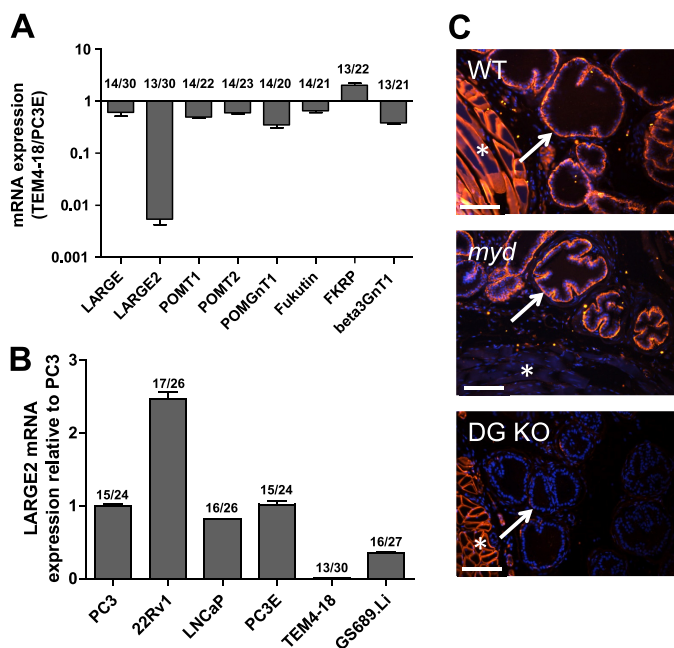 A
mRNA expression
(TEM4-18/PC3E)
10
1
0.1
0.01
0.001
14/30
13/30
14/22
14/23
14/20
14/21
13/22
13/21
LARGE
LARGE2
POMT1
POMT2
POMGnT1
Fukutin
FKRP
beta3GnT1
B
LARGE2 mRNA
expression relative to PC3
3
2
1
0
15/24
17/26
16/26
15/24
13/30
16/27
PC3
22Rv1
LNCaP
PC3E
TEM4-18
GS689.Li
C
WT
*
myd
*
DG KO
*